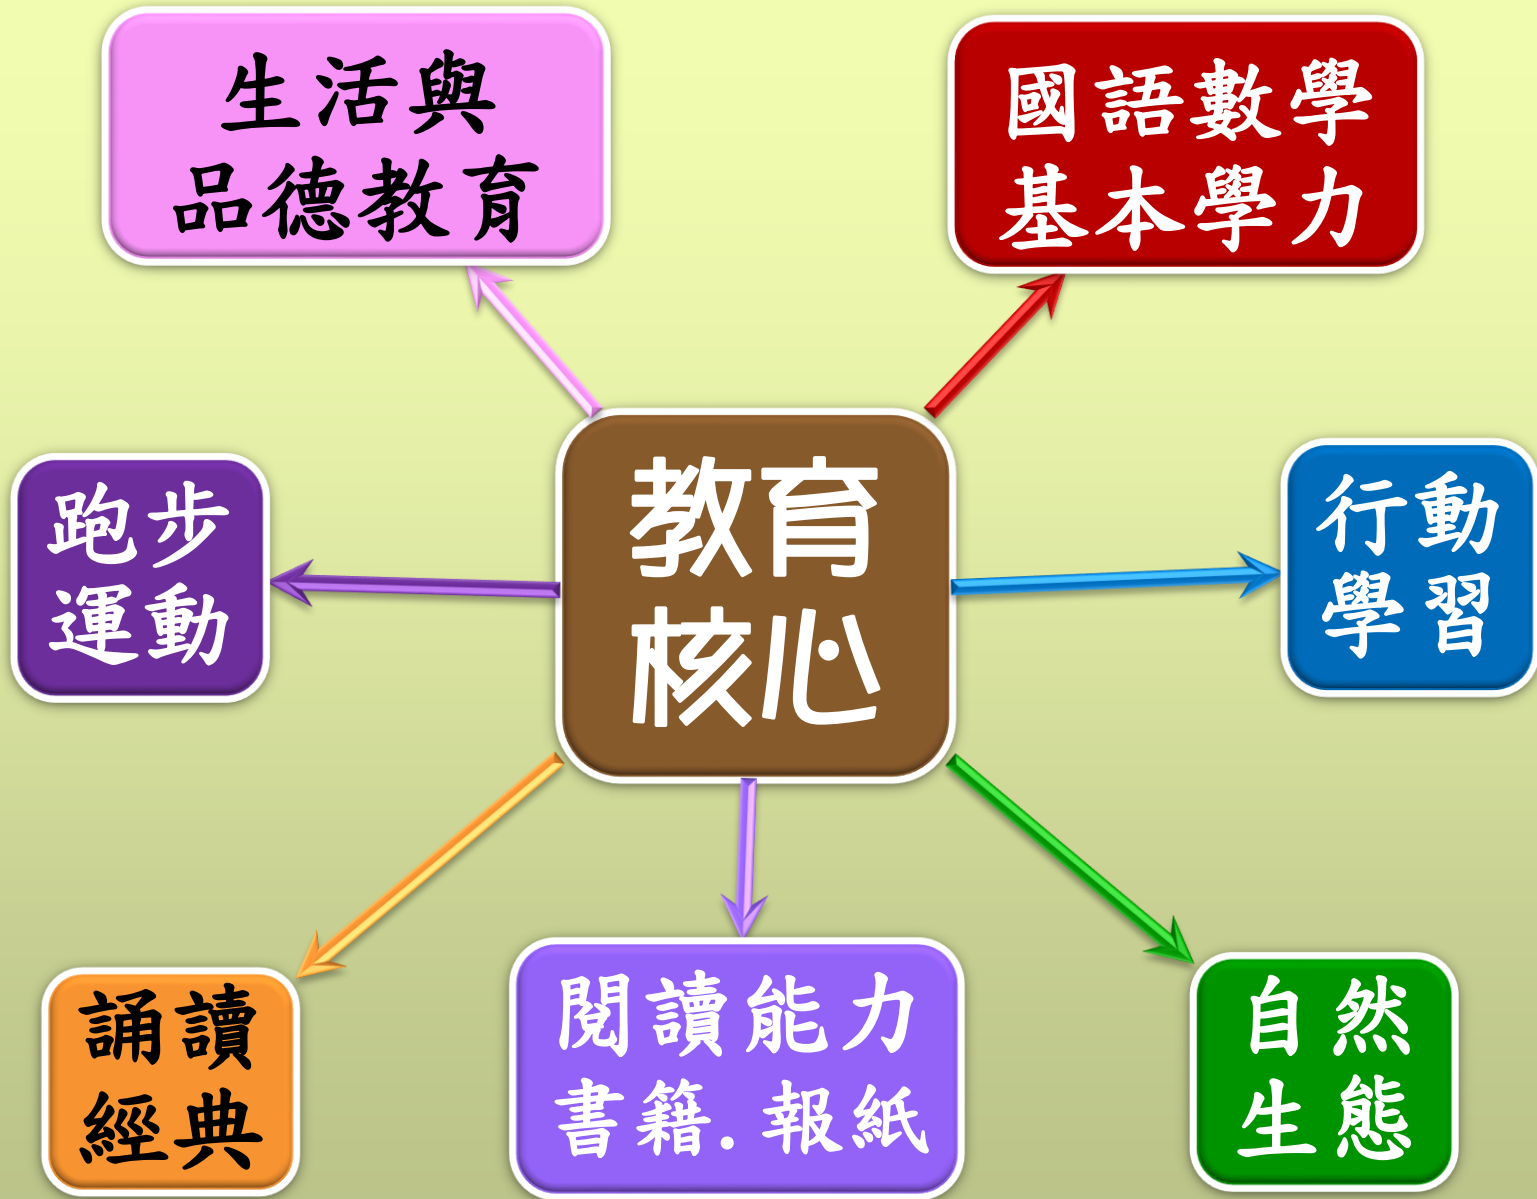 生活與
品德教育
國語數學
基本學力
跑步
運動
教育
核心
行動
學習
誦讀
經典
閱讀能力
書籍.報紙
自然
生態